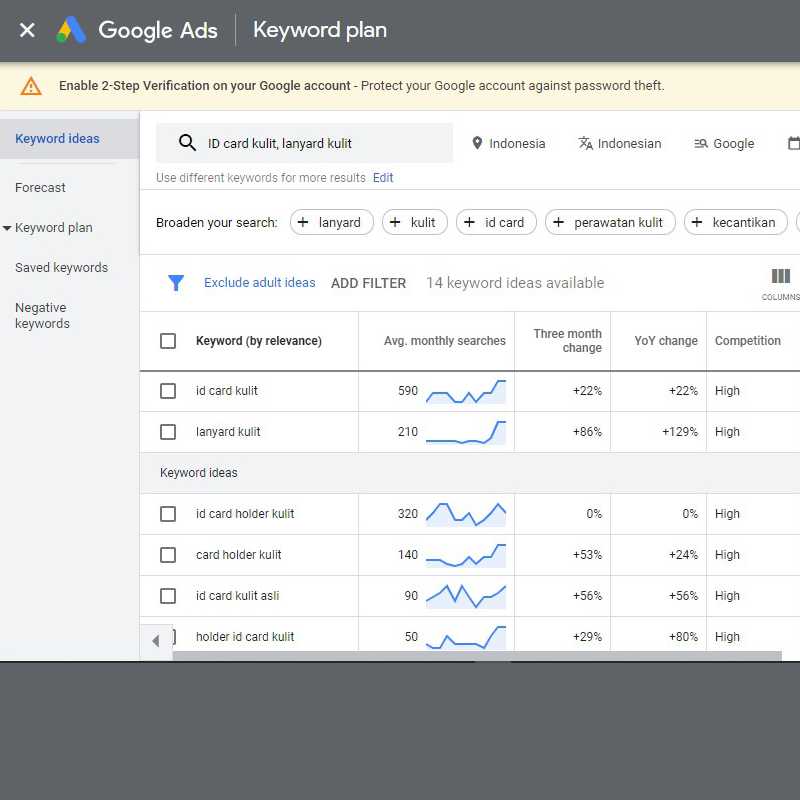 Google Ads Keyword plan
Enable 2-Step Verification on your Google account - Protect your Google account against password theft.
Keyword ideas
Forecast
Keyword plan
Saved keywords
Negative
keywords
ID card kulit, lanyard kulit Indonesia Indonesian Google
Use different keywords for more results Edit
Broaden your search: + lanyard + kulit + id card + perawatan kulit + kecantikan
Exclude adult ideas ADD FILTER 14 keyword ideas available COLUMNS
Keyword (by relevance) Avg. monthly searches Three month change YoY change Competition
id card kulit 590 +22% +22% High
lanyard kulit 210 +86% +129% High
Keyword ideas
id card holder kulit 320 0% 0% High
card holder kulit 140 +53% +24% High
id card kulit asli 90 +56% +56% High
holder id card kulit 50 +29% +80% High